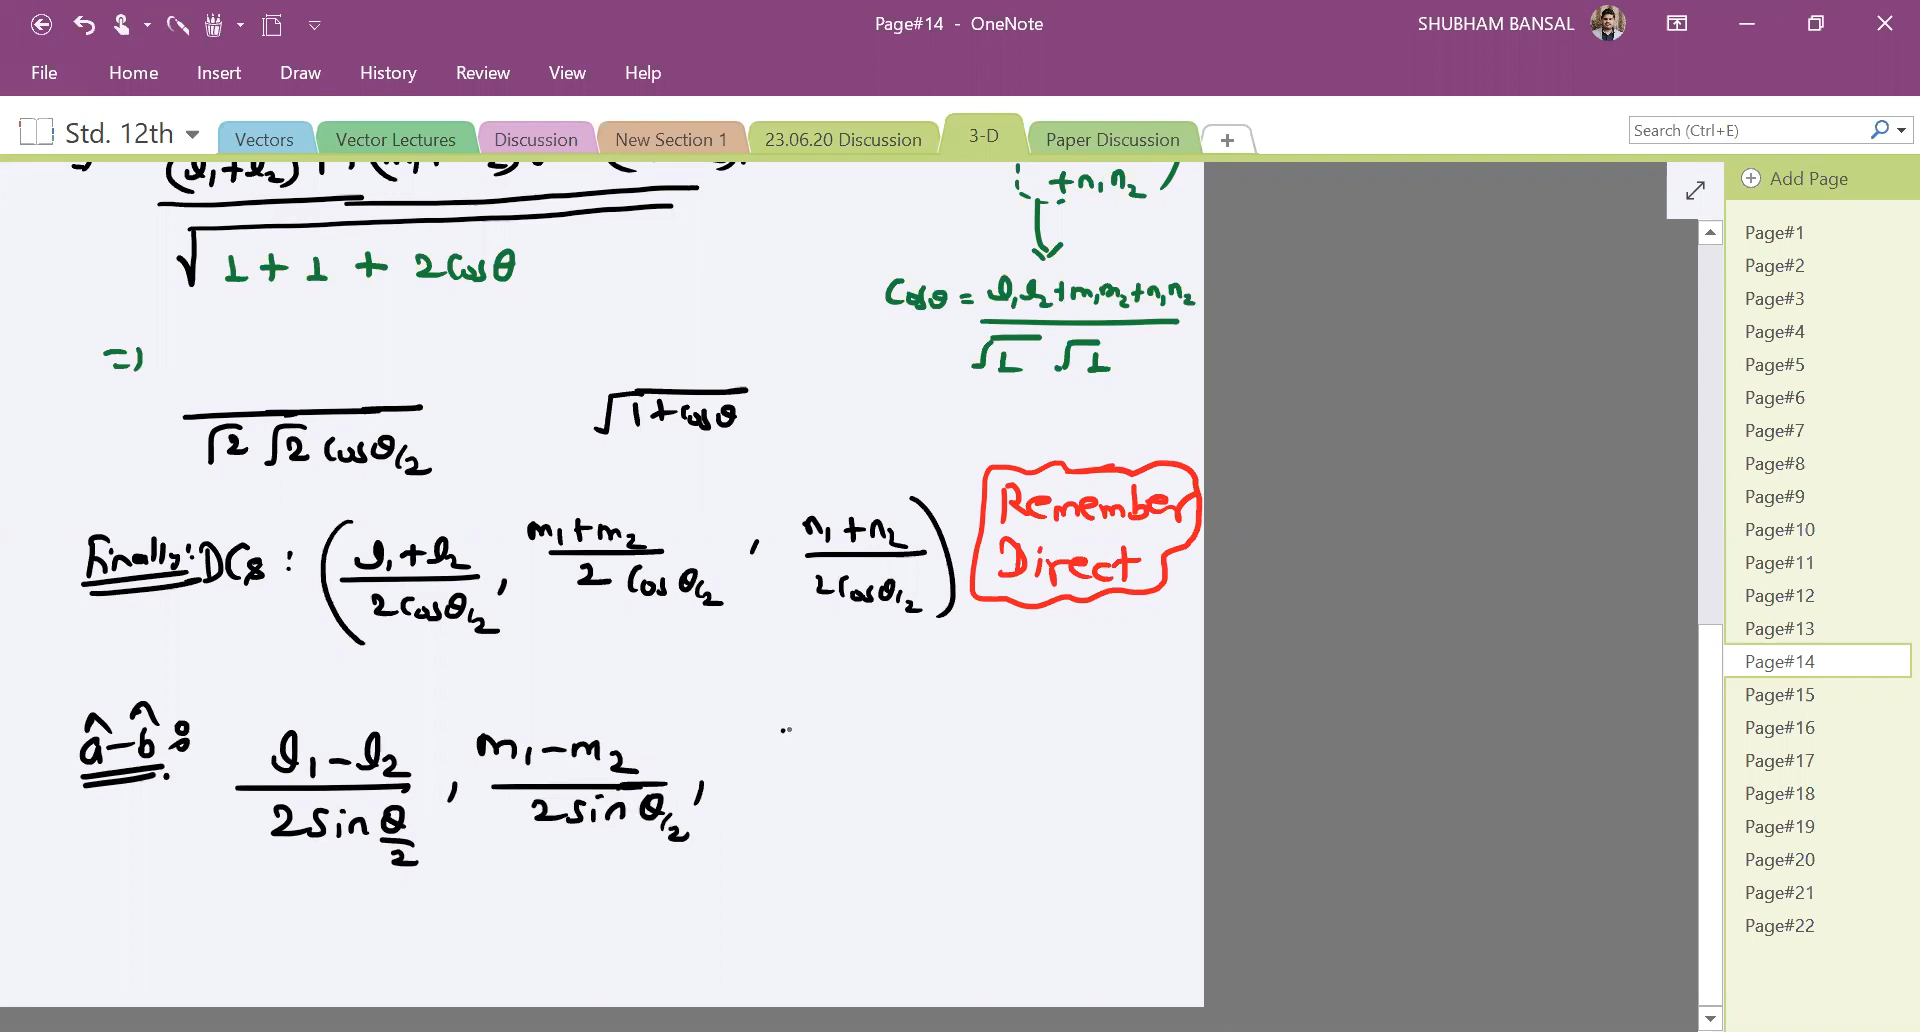 Page#14 - OneNote
SHUBHAM BANSAL
File Home Insert Draw History Review View Help
Std. 12th
Vectors Vector Lectures Discussion New Section 1 23.06.20 Discussion 3-D Paper Discussion +
Search (Ctrl+E)
Add Page
Page#1
Page#2
Page#3
Page#4
Page#5
Page#6
Page#7
Page#8
Page#9
Page#10
Page#11
Page#12
Page#13
Page#14
Page#15
Page#16
Page#17
Page#18
Page#19
Page#20
Page#21
Page#22
(l₁+l₂)
√ 1 + 1 + 2Cosθ
+n₁n₂ )
Cosθ = l₁l₂+m₁m₂+n₁n₂
√1 √1
=)
√2 √2 Cosθ/2
√1+cosθ
Finally: DCs : ( l₁+l₂ / 2Cosθ/2 , m₁+m₂ / 2 Cosθ/2 , n₁+n₂ / 2Cosθ/2 )
Remember
Direct
â-b̂ : l₁-l₂ / 2Sin θ/2 , m₁-m₂ / 2Sin θ/2 ,